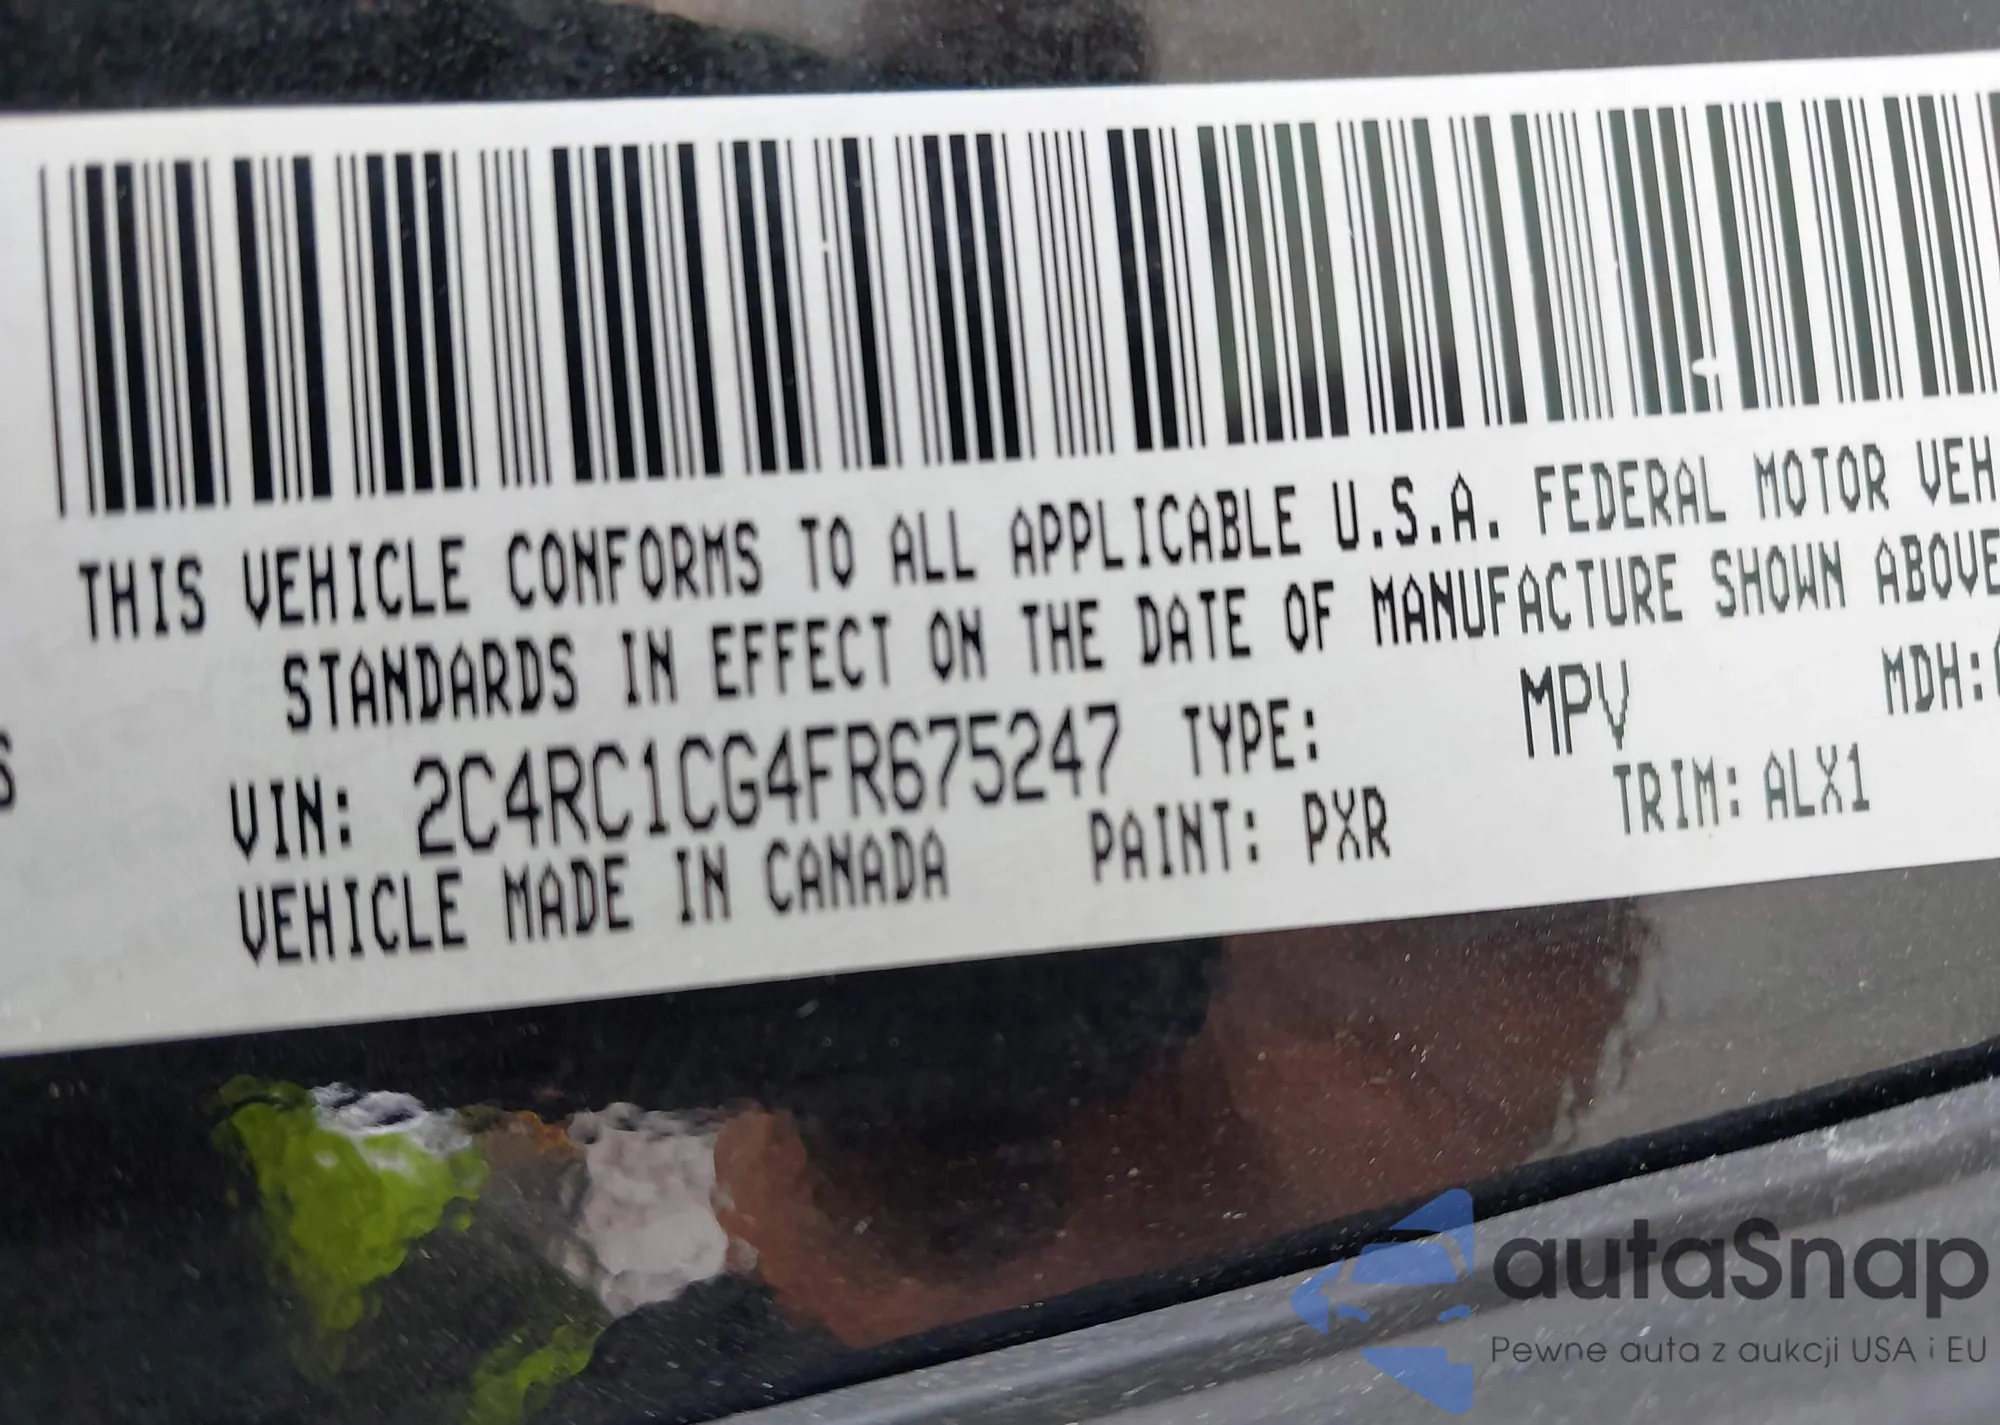 THIS VEHICLE CONFORMS TO ALL APPLICABLE U.S.A. FEDERAL MOTOR VEH
STANDARDS IN EFFECT ON THE DATE OF MANUFACTURE SHOWN ABOVE
S
VIN: 2C4RC1CG4FR675247 TYPE: MPV MDH:
VEHICLE MADE IN CANADA PAINT: PXR TRIM: ALX1
autaSnap
Pewne auta z aukcji USA i EU